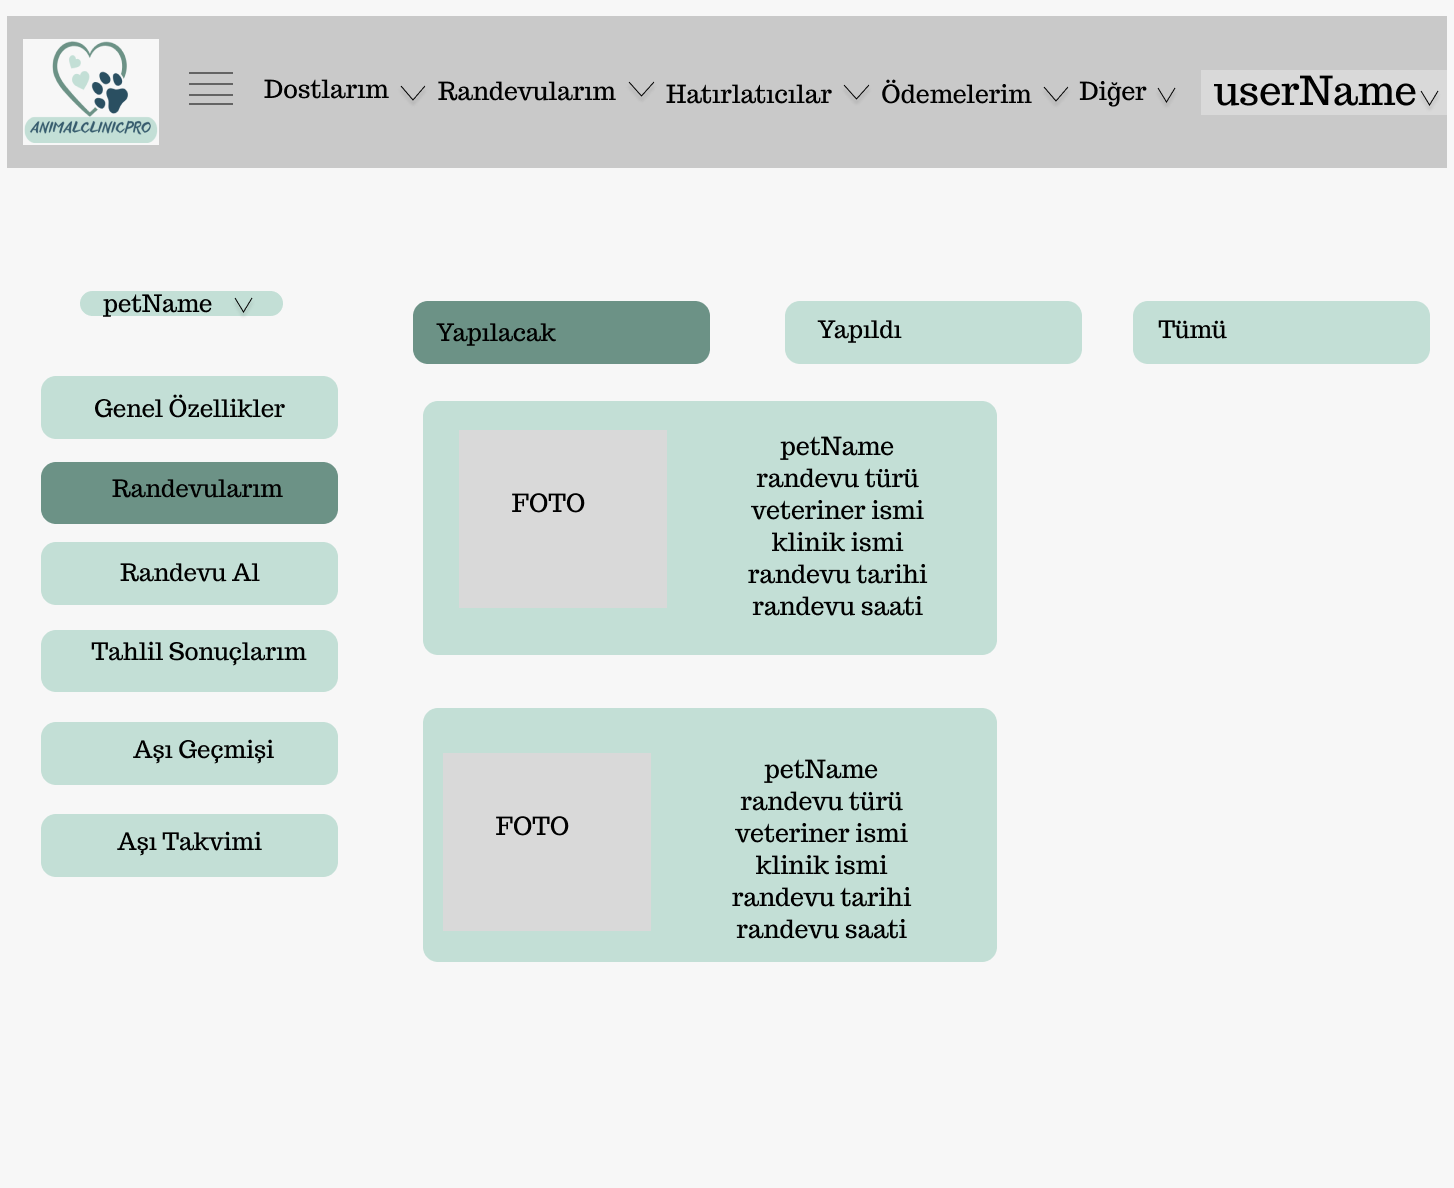 ANIMALCLINICPRO
Dostlarım
Randevularım
Hatırlatıcılar
Ödemelerim
Diğer
userName
petName
Genel Özellikler
Randevularım
Randevu Al
Tahlil Sonuçlarım
Aşı Geçmişi
Aşı Takvimi
Yapılacak
Yapıldı
Tümü
FOTO
petName
randevu türü
veteriner ismi
klinik ismi
randevu tarihi
randevu saati
FOTO
petName
randevu türü
veteriner ismi
klinik ismi
randevu tarihi
randevu saati